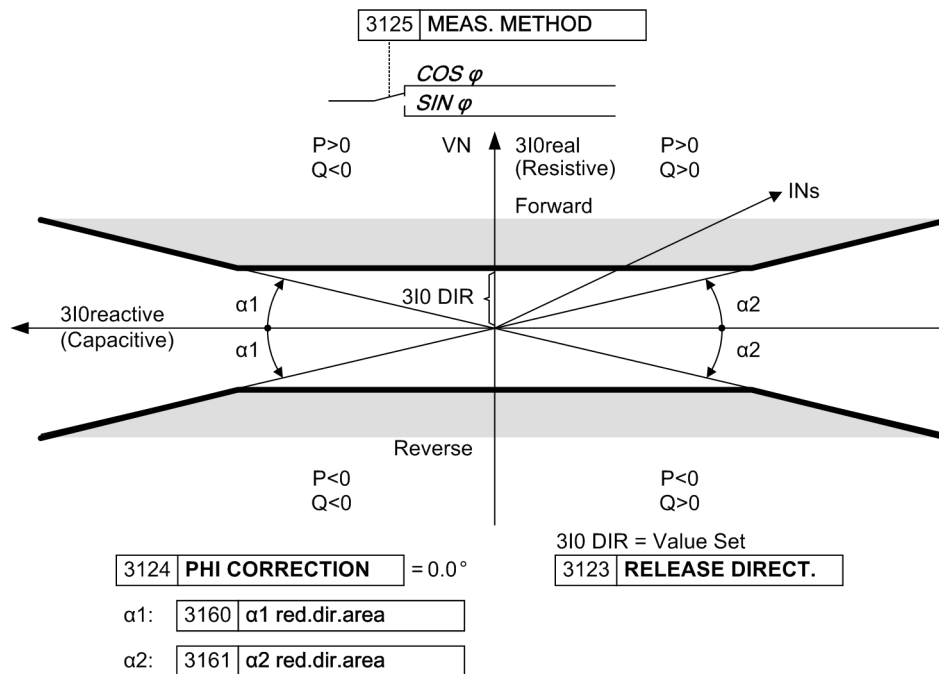 3125 MEAS. METHOD
COS φ
SIN φ
P>0
Q<0
VN
3I0real
(Resistive)
P>0
Q>0
INs
Forward
3I0 DIR
α1
α2
3I0reactive
(Capacitive)
α1
α2
Reverse
P<0
Q<0
P<0
Q>0
3I0 DIR = Value Set
3124 PHI CORRECTION = 0.0°
3123 RELEASE DIRECT.
α1: 3160 α1 red.dir.area
α2: 3161 α2 red.dir.area